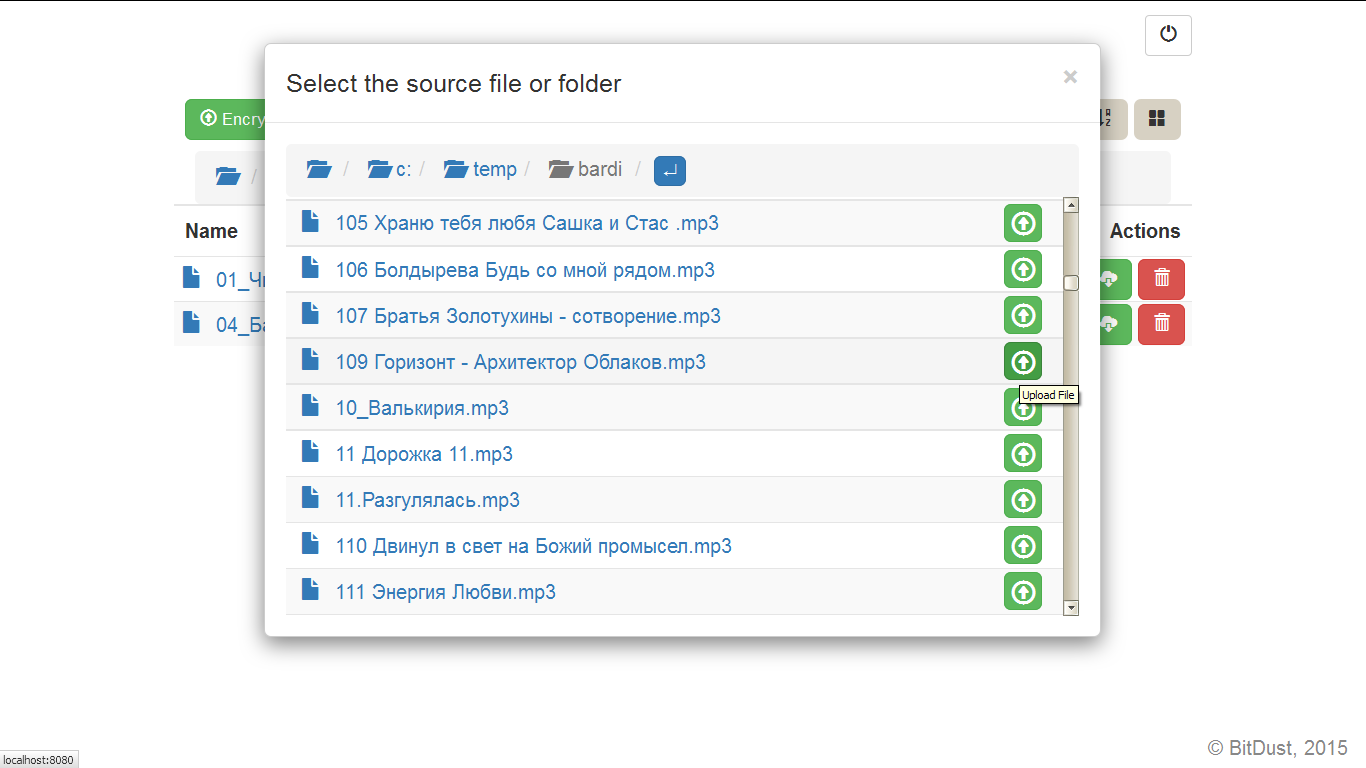 Select the source file or folder
×
Encry
/ c: / temp / bardi /
/
105 Храню тебя любя Сашка и Стас .mp3
Name
Actions
106 Болдырева Будь со мной рядом.mp3
01_Ч
107 Братья Золотухины - сотворение.mp3
04_Ба
109 Горизонт - Архитектор Облаков.mp3
Upload File
10_Валькирия.mp3
11 Дорожка 11.mp3
11.Разгулялась.mp3
110 Двинул в свет на Божий промысел.mp3
111 Энергия Любви.mp3
© BitDust, 2015
localhost:8080